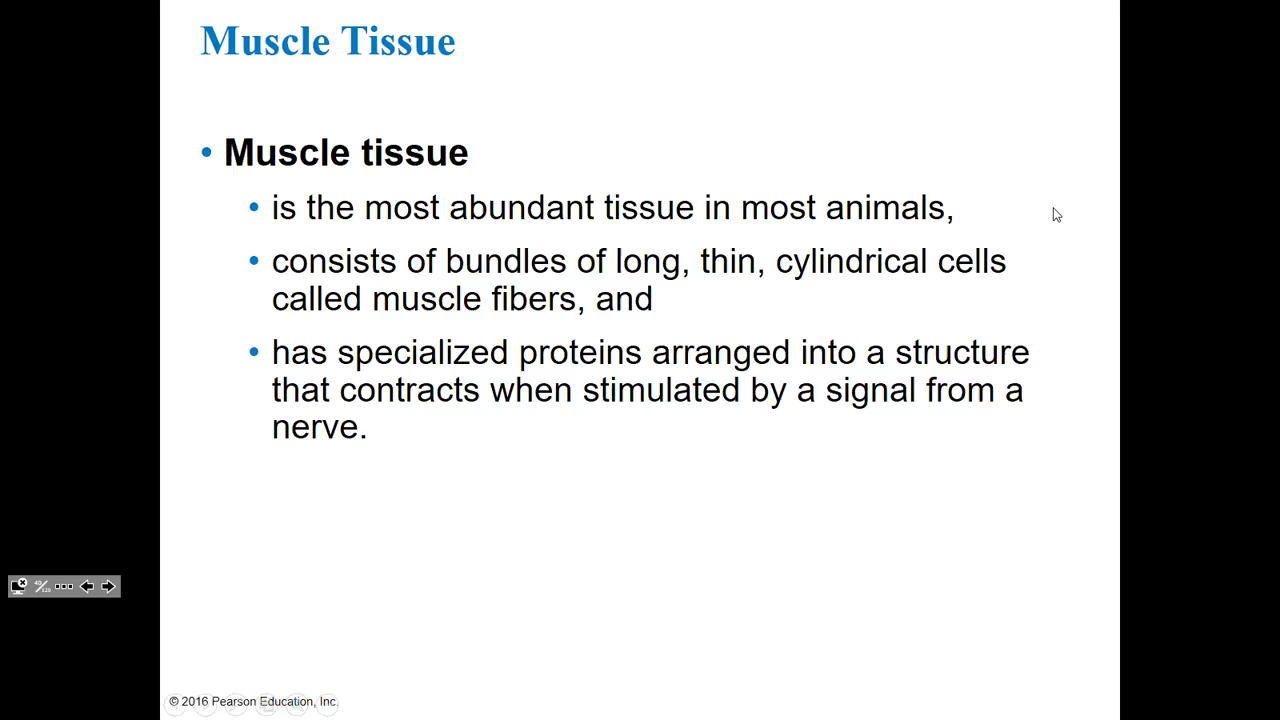 Muscle Tissue
• Muscle tissue
• is the most abundant tissue in most animals,
• consists of bundles of long, thin, cylindrical cells
called muscle fibers, and
• has specialized proteins arranged into a structure
that contracts when stimulated by a signal from a
nerve.
© 2016 Pearson Education, Inc.